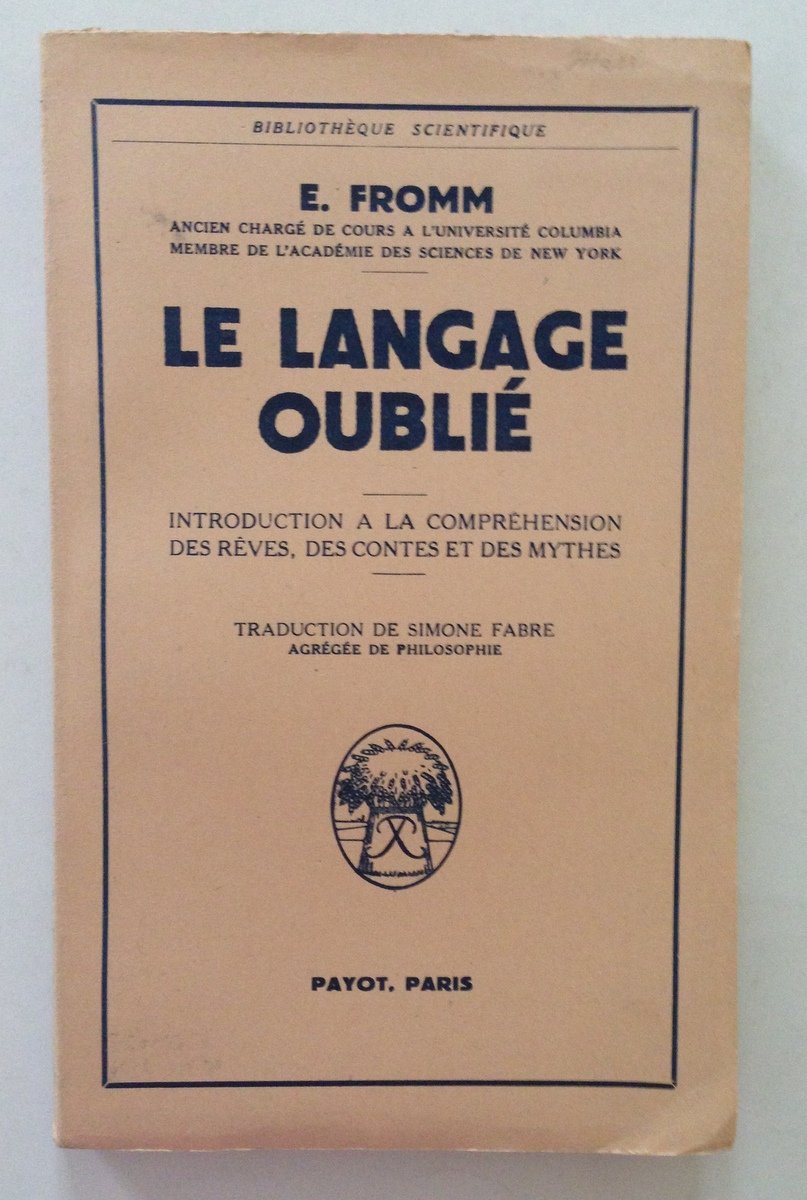 BIBLIOTHÈQUE SCIENTIFIQUE
E. FROMM
ANCIEN CHARGÉ DE COURS A L'UNIVERSITÉ COLUMBIA
MEMBRE DE L'ACADÉMIE DES SCIENCES DE NEW YORK
LE LANGAGE
OUBLIÉ
INTRODUCTION A LA COMPRÉHENSION
DES RÊVES, DES CONTES ET DES MYTHES
TRADUCTION DE SIMONE FABRE
AGRÉGÉE DE PHILOSOPHIE
PAYOT, PARIS